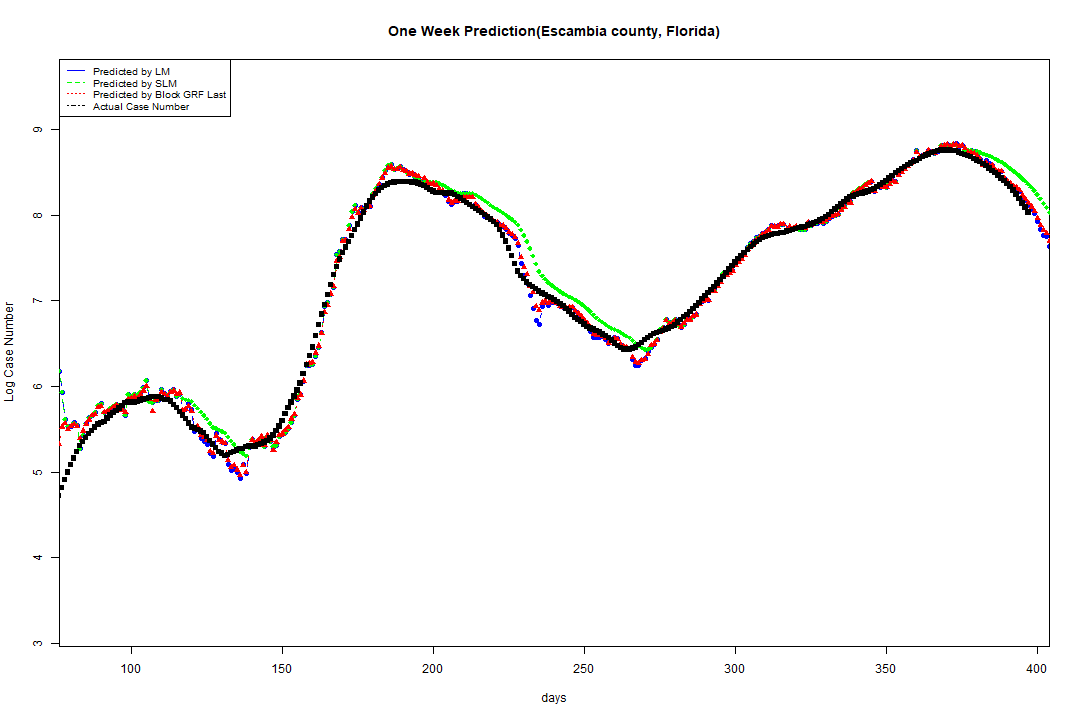 One Week Prediction(Escambia county, Florida)
Predicted by LM
Predicted by SLM
Predicted by Block GRF Last
Actual Case Number
9
8
7
6
5
4
3
Log Case Number
100 150 200 250 300 350 400
days